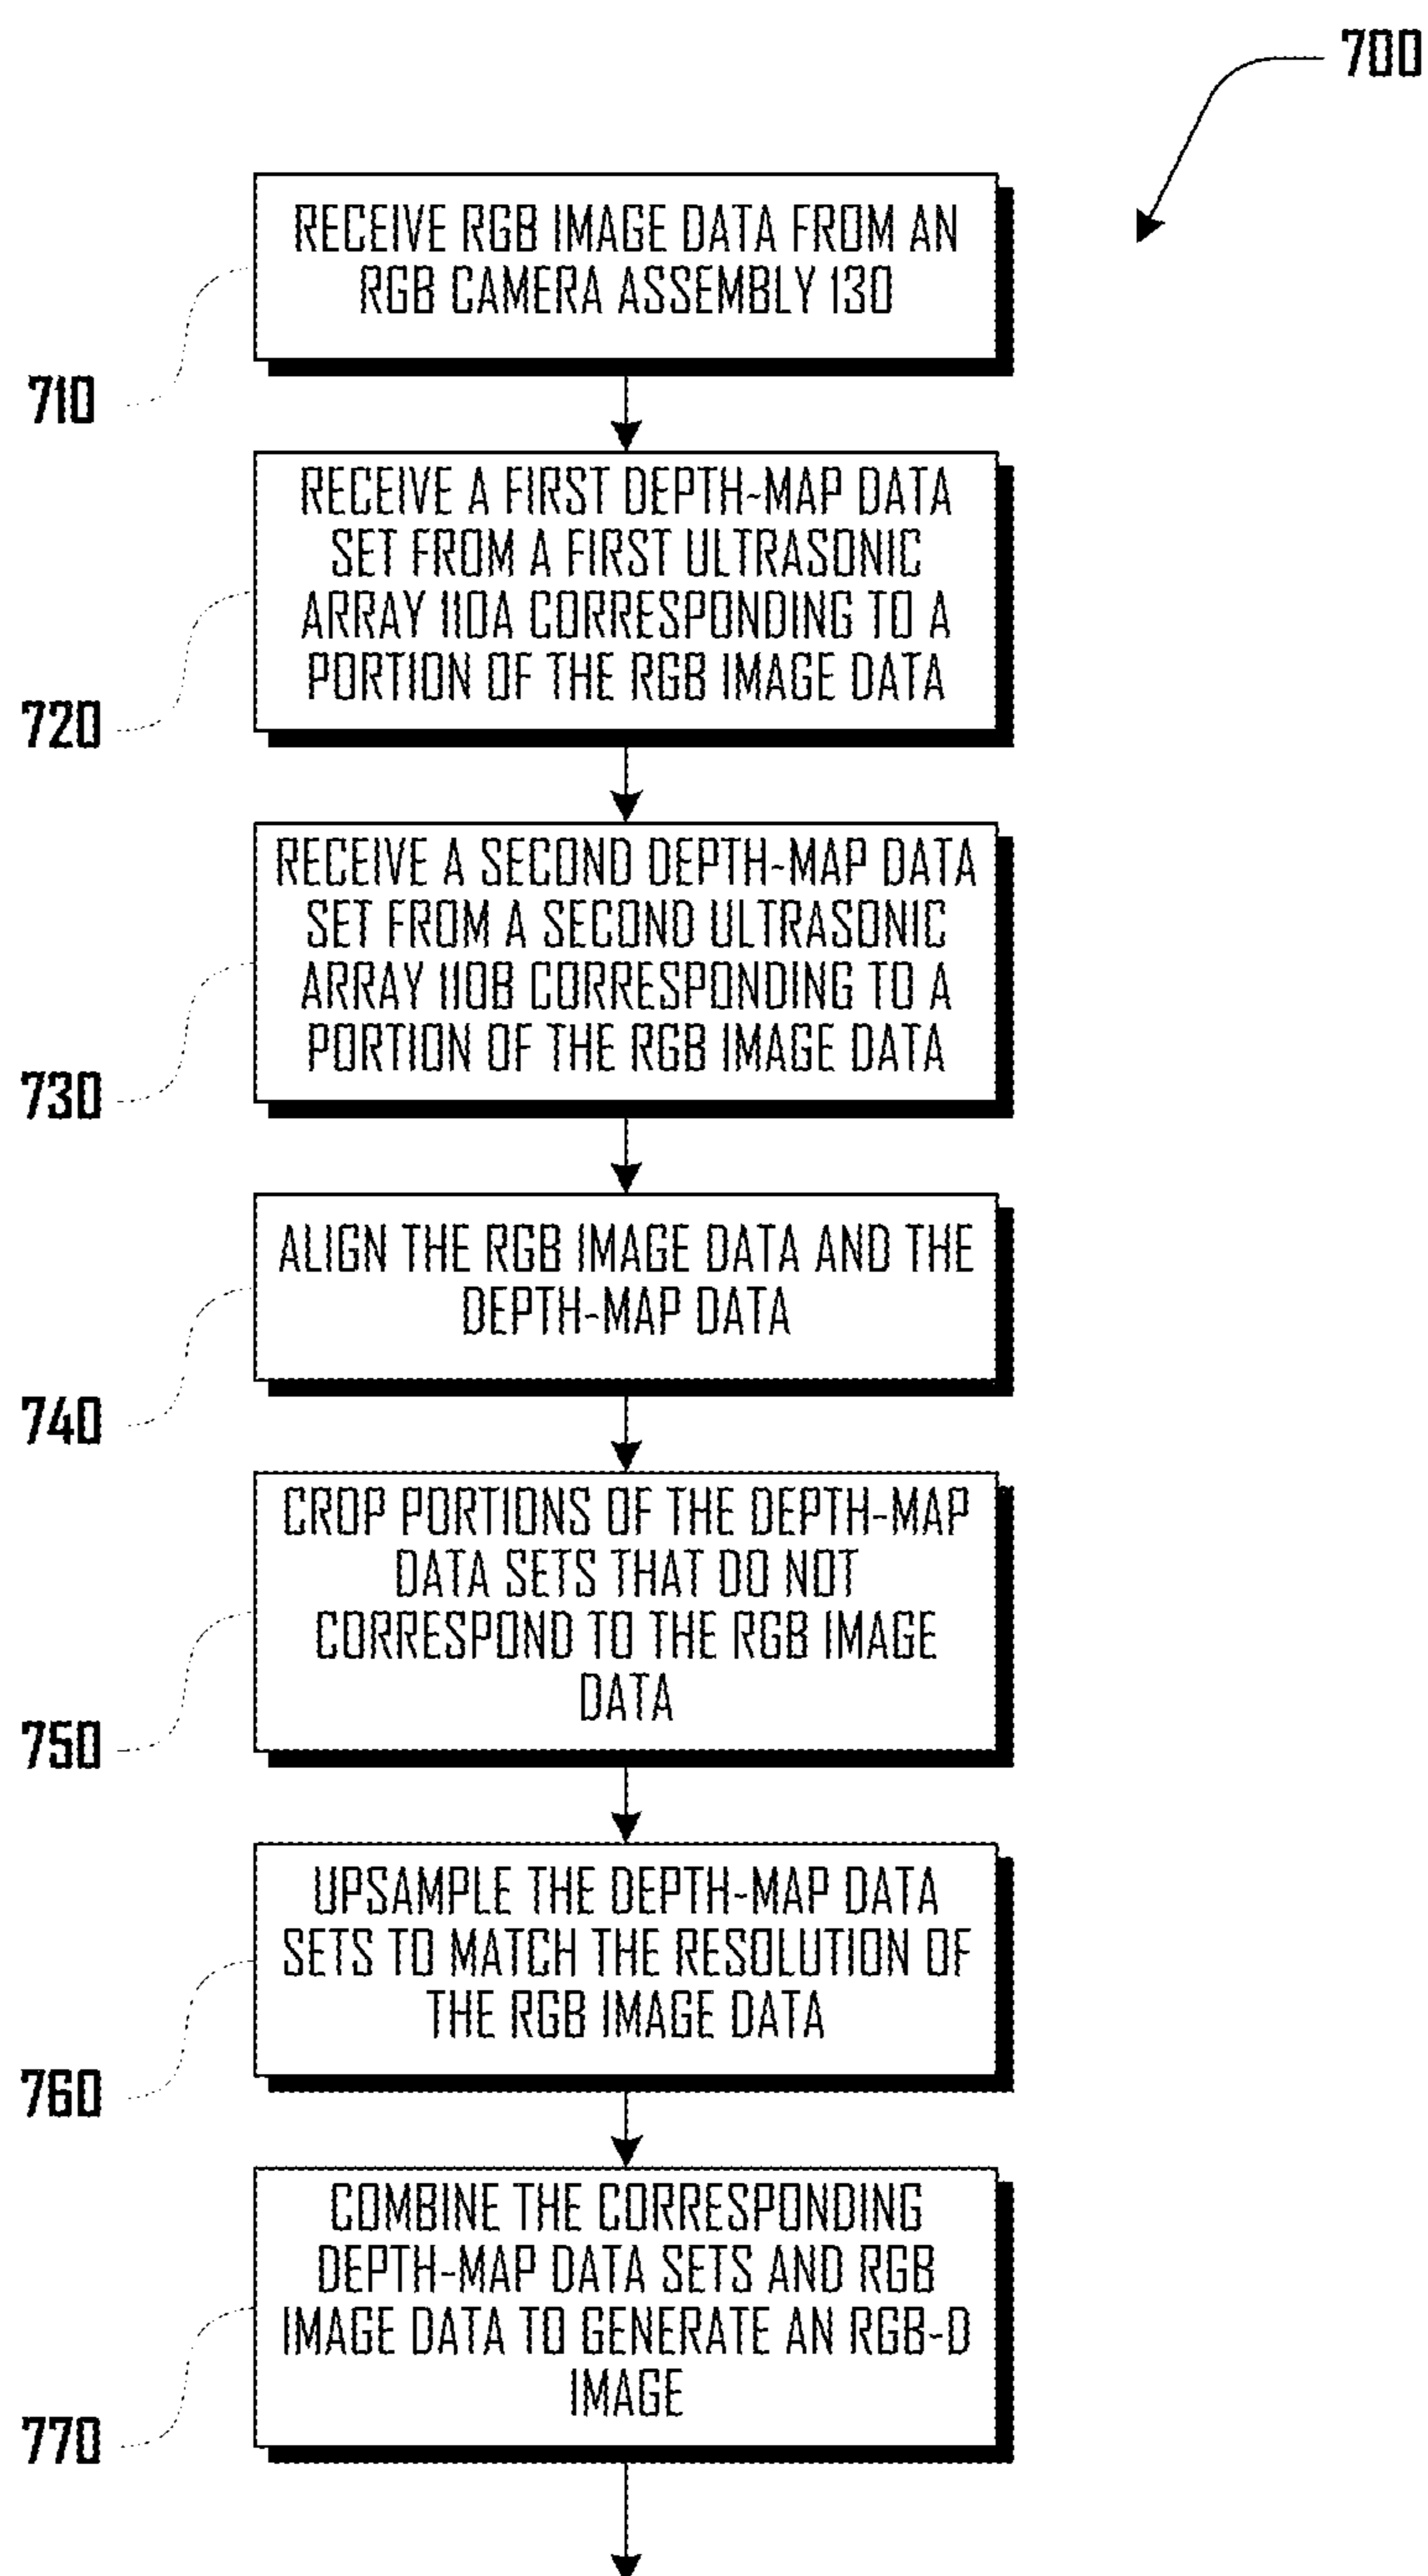 700
RECEIVE RGB IMAGE DATA FROM AN
RGB CAMERA ASSEMBLY 130
710
RECEIVE A FIRST DEPTH-MAP DATA
SET FROM A FIRST ULTRASONIC
ARRAY 110A CORRESPONDING TO A
PORTION OF THE RGB IMAGE DATA
720
RECEIVE A SECOND DEPTH-MAP DATA
SET FROM A SECOND ULTRASONIC
ARRAY 110B CORRESPONDING TO A
PORTION OF THE RGB IMAGE DATA
730
ALIGN THE RGB IMAGE DATA AND THE
DEPTH-MAP DATA
740
CROP PORTIONS OF THE DEPTH-MAP
DATA SETS THAT DO NOT
CORRESPOND TO THE RGB IMAGE
DATA
750
UPSAMPLE THE DEPTH-MAP DATA
SETS TO MATCH THE RESOLUTION OF
THE RGB IMAGE DATA
760
COMBINE THE CORRESPONDING
DEPTH-MAP DATA SETS AND RGB
IMAGE DATA TO GENERATE AN RGB-D
IMAGE
770